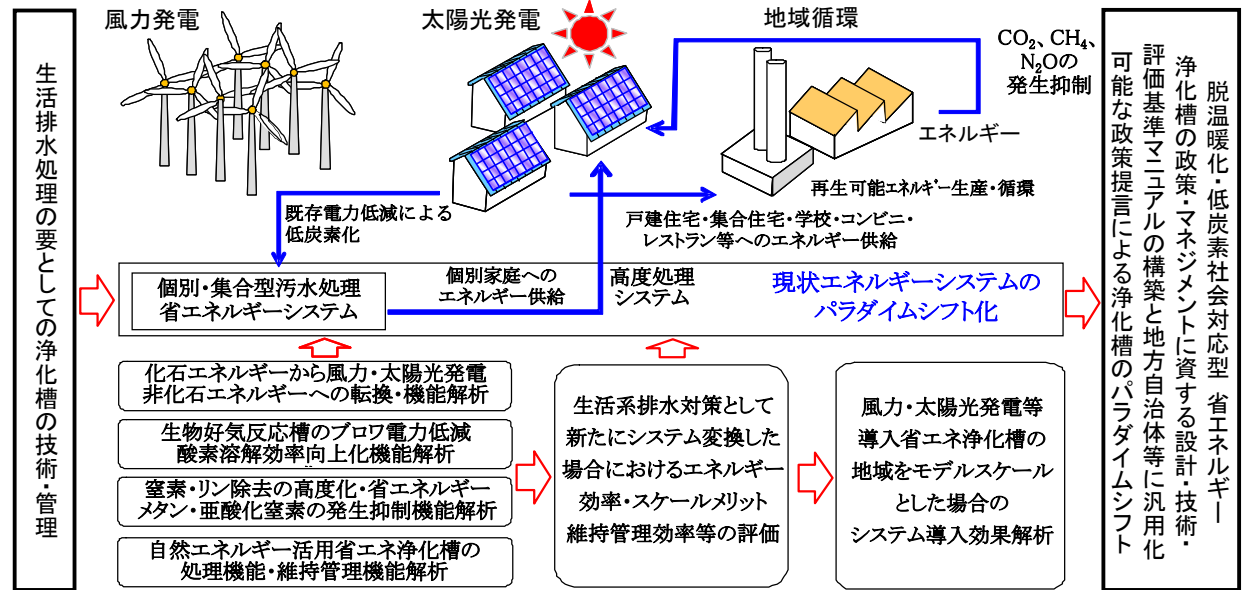 生活排水処理の要としての浄化槽の技術・管理
風力発電
太陽光発電
地域循環
CO₂、CH₄、
N₂Oの
発生抑制
エネルギー
再生可能エネルギー生産・循環
既存電力低減による
低炭素化
戸建住宅・集合住宅・学校・コンビニ・
レストラン等へのエネルギー供給
個別・集合型汚水処理
省エネルギーシステム
個別家庭への
エネルギー供給
高度処理
システム
現状エネルギーシステムの
パラダイムシフト化
化石エネルギーから風力・太陽光発電
非化石エネルギーへの転換・機能解析
生物好気反応槽のブロワ電力低減
酸素溶解効率向上化機能解析
窒素・リン除去の高度化・省エネルギー
メタン・亜酸化窒素の発生抑制機能解析
自然エネルギー活用省エネ浄化槽の
処理機能・維持管理機能解析
生活系排水対策として
新たにシステム変換した
場合におけるエネルギー
効率・スケールメリット
維持管理効率等の評価
風力・太陽光発電等
導入省エネ浄化槽の
地域をモデルスケール
とした場合の
システム導入効果解析
脱温暖化・低炭素社会対応型 省エネルギー
浄化槽の政策・マネジメントに資する設計・技術・
評価基準マニュアルの構築と地方自治体等に汎用化
可能な政策提言による浄化槽のパラダイムシフト